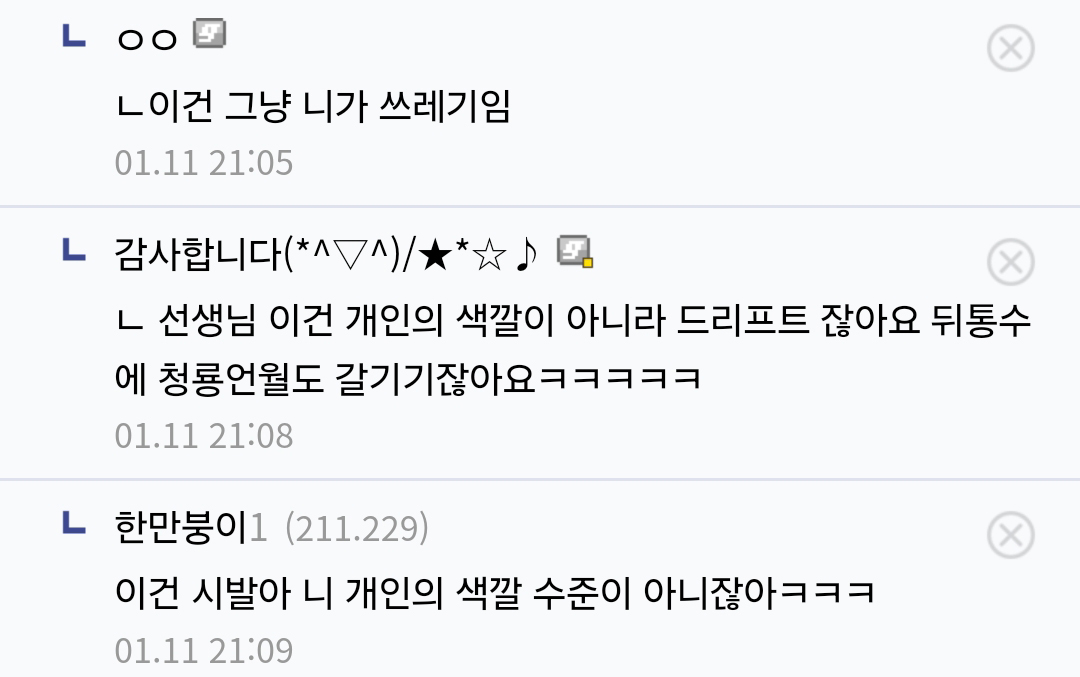 ㅇㅇ
ㄴ이건 그냥 니가 쓰레기임
01.11 21:05
감사합니다(*^▽^)/★*☆♪
ㄴ 선생님 이건 개인의 색깔이 아니라 드리프트 잖아요 뒤통수
에 청룡언월도 갈기기잖아요ㅋㅋㅋㅋㅋ
01.11 21:08
한만붕이1 (211.229)
이건 시발아 니 개인의 색깔 수준이 아니잖아ㅋㅋㅋ
01.11 21:09